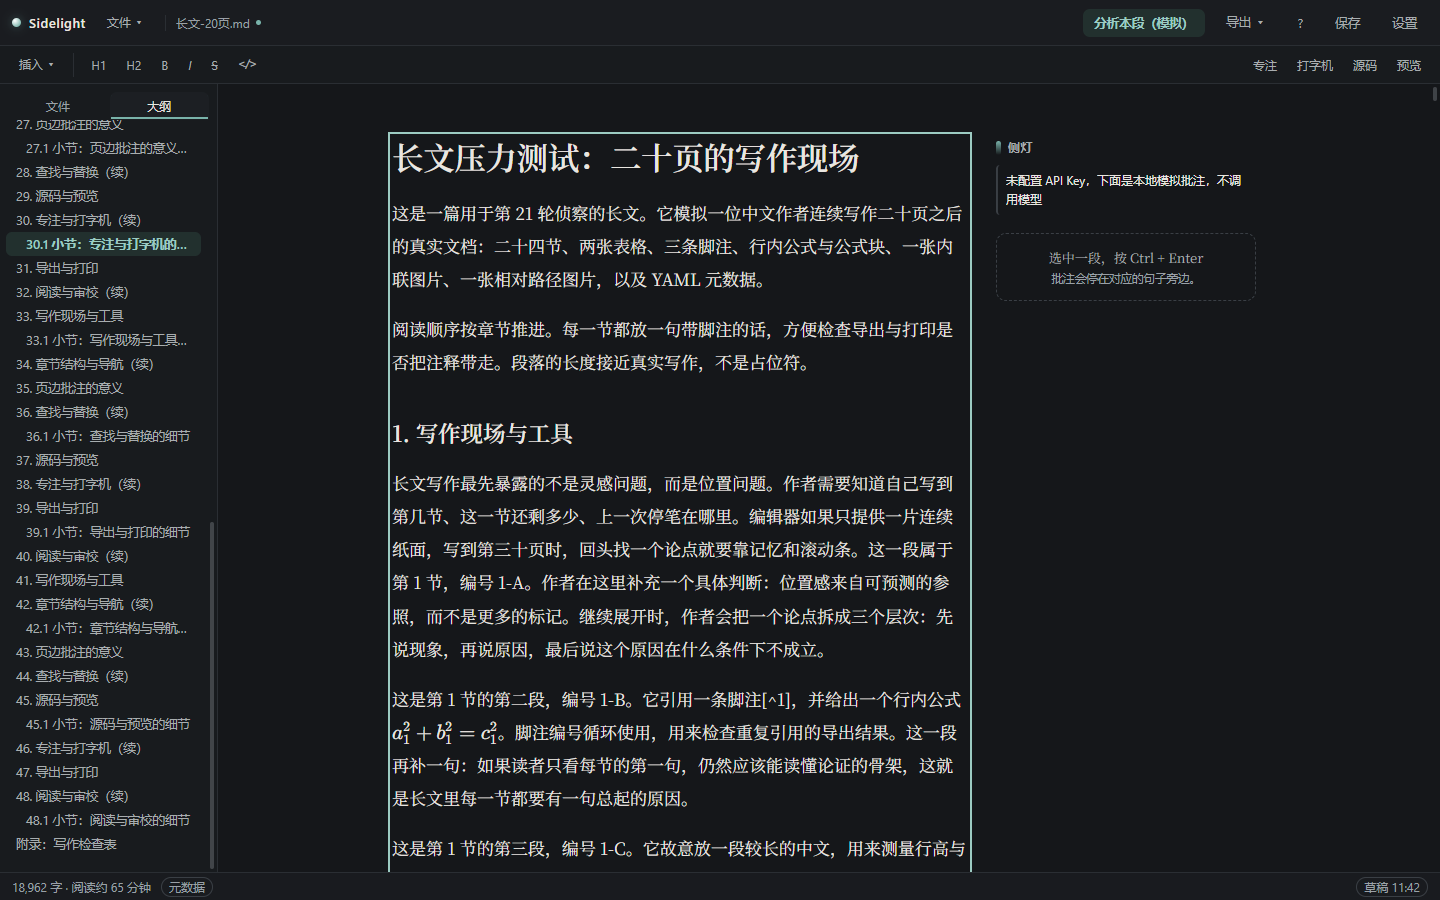 Sidelight 文件 长文-20页.md 分析本段（模拟） 导出 ? 保存 设置
插入 H1 H2 B I S </> 专注 打字机 源码 预览
文件 大纲
27. 页边批注的意义
27.1 小节：页边批注的意义...
28. 查找与替换（续）
29. 源码与预览
30. 专注与打字机（续）
30.1 小节：专注与打字机的...
31. 导出与打印
32. 阅读与审校（续）
33. 写作现场与工具
33.1 小节：写作现场与工具...
34. 章节结构与导航（续）
35. 页边批注的意义
36. 查找与替换（续）
36.1 小节：查找与替换的细节
37. 源码与预览
38. 专注与打字机（续）
39. 导出与打印
39.1 小节：导出与打印的细节
40. 阅读与审校（续）
41. 写作现场与工具
42. 章节结构与导航（续）
42.1 小节：章节结构与导航...
43. 页边批注的意义
44. 查找与替换（续）
45. 源码与预览
45.1 小节：源码与预览的细节
46. 专注与打字机（续）
47. 导出与打印
48. 阅读与审校（续）
48.1 小节：阅读与审校的细节
附录：写作检查表
长文压力测试：二十页的写作现场
这是一篇用于第 21 轮侦察的长文。它模拟一位中文作者连续写作二十页之后
的真实文档：二十四节、两张表格、三条脚注、行内公式与公式块、一张内
联图片、一张相对路径图片，以及 YAML 元数据。
阅读顺序按章节推进。每一节都放一句带脚注的话，方便检查导出与打印是
否把注释带走。段落的长度接近真实写作，不是占位符。
1. 写作现场与工具
长文写作最先暴露的不是灵感问题，而是位置问题。作者需要知道自己写到
第几节、这一节还剩多少、上一次停笔在哪里。编辑器如果只提供一片连续
纸面，写到第三十页时，回头找一个论点就要靠记忆和滚动条。这一段属于
第 1 节，编号 1-A。作者在这里补充一个具体判断：位置感来自可预测的参
照，而不是更多的标记。继续展开时，作者会把一个论点拆成三个层次：先
说现象，再说原因，最后说这个原因在什么条件下不成立。
这是第 1 节的第二段，编号 1-B。它引用一条脚注[^1]，并给出一个行内公式
a₁² + b₁² = c₁²。脚注编号循环使用，用来检查重复引用的导出结果。这一段
再补一句：如果读者只看每节的第一句，仍然应该能读懂论证的骨架，这就
是长文里每一节都要有一句总起的原因。
这是第 1 节的第三段，编号 1-C。它故意放一段较长的中文，用来测量行高与
侧灯
未配置 API Key，下面是本地模拟批注，不调
用模型
选中一段，按 Ctrl + Enter
批注会停在对应的句子旁边。
18,962 字 · 阅读约 65 分钟 元数据 草稿 11:42